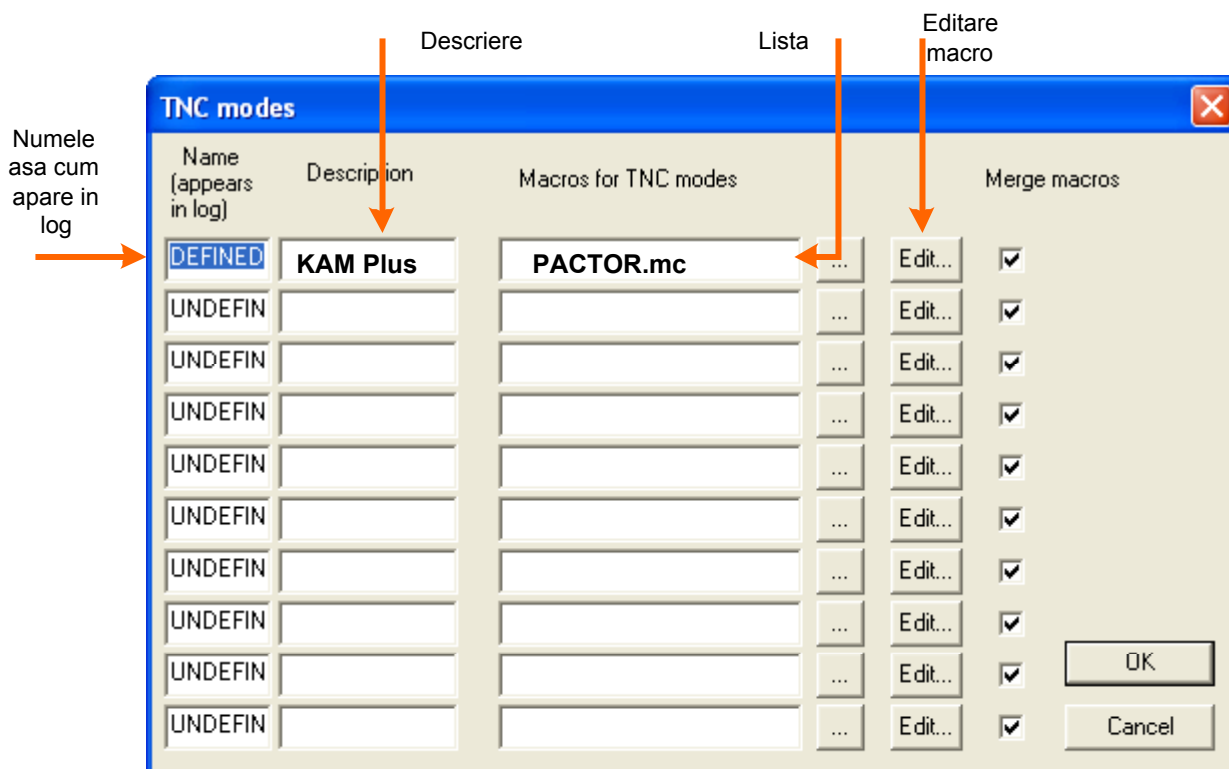 Descriere
Lista
Editare
macro
TNC modes
Numele
asa cum
apare in
log
Name
(appears
in log)
Description
Macros for TNC modes
Merge macros
DEFINED
KAM Plus
PACTOR.mc
...
Edit...
UNDEFIN
...
Edit...
UNDEFIN
...
Edit...
UNDEFIN
...
Edit...
UNDEFIN
...
Edit...
UNDEFIN
...
Edit...
UNDEFIN
...
Edit...
UNDEFIN
...
Edit...
UNDEFIN
...
Edit...
OK
UNDEFIN
...
Edit...
Cancel